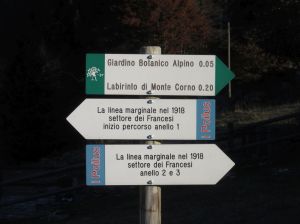 Giardino Botanico Alpino 0.05
Labirinto di Monte Corno 0.20
La linea marginale nel 1918
settore dei Francesi
inizio percorso anello 1
La linea marginale nel 1918
settore dei Francesi
anello 2 e 3